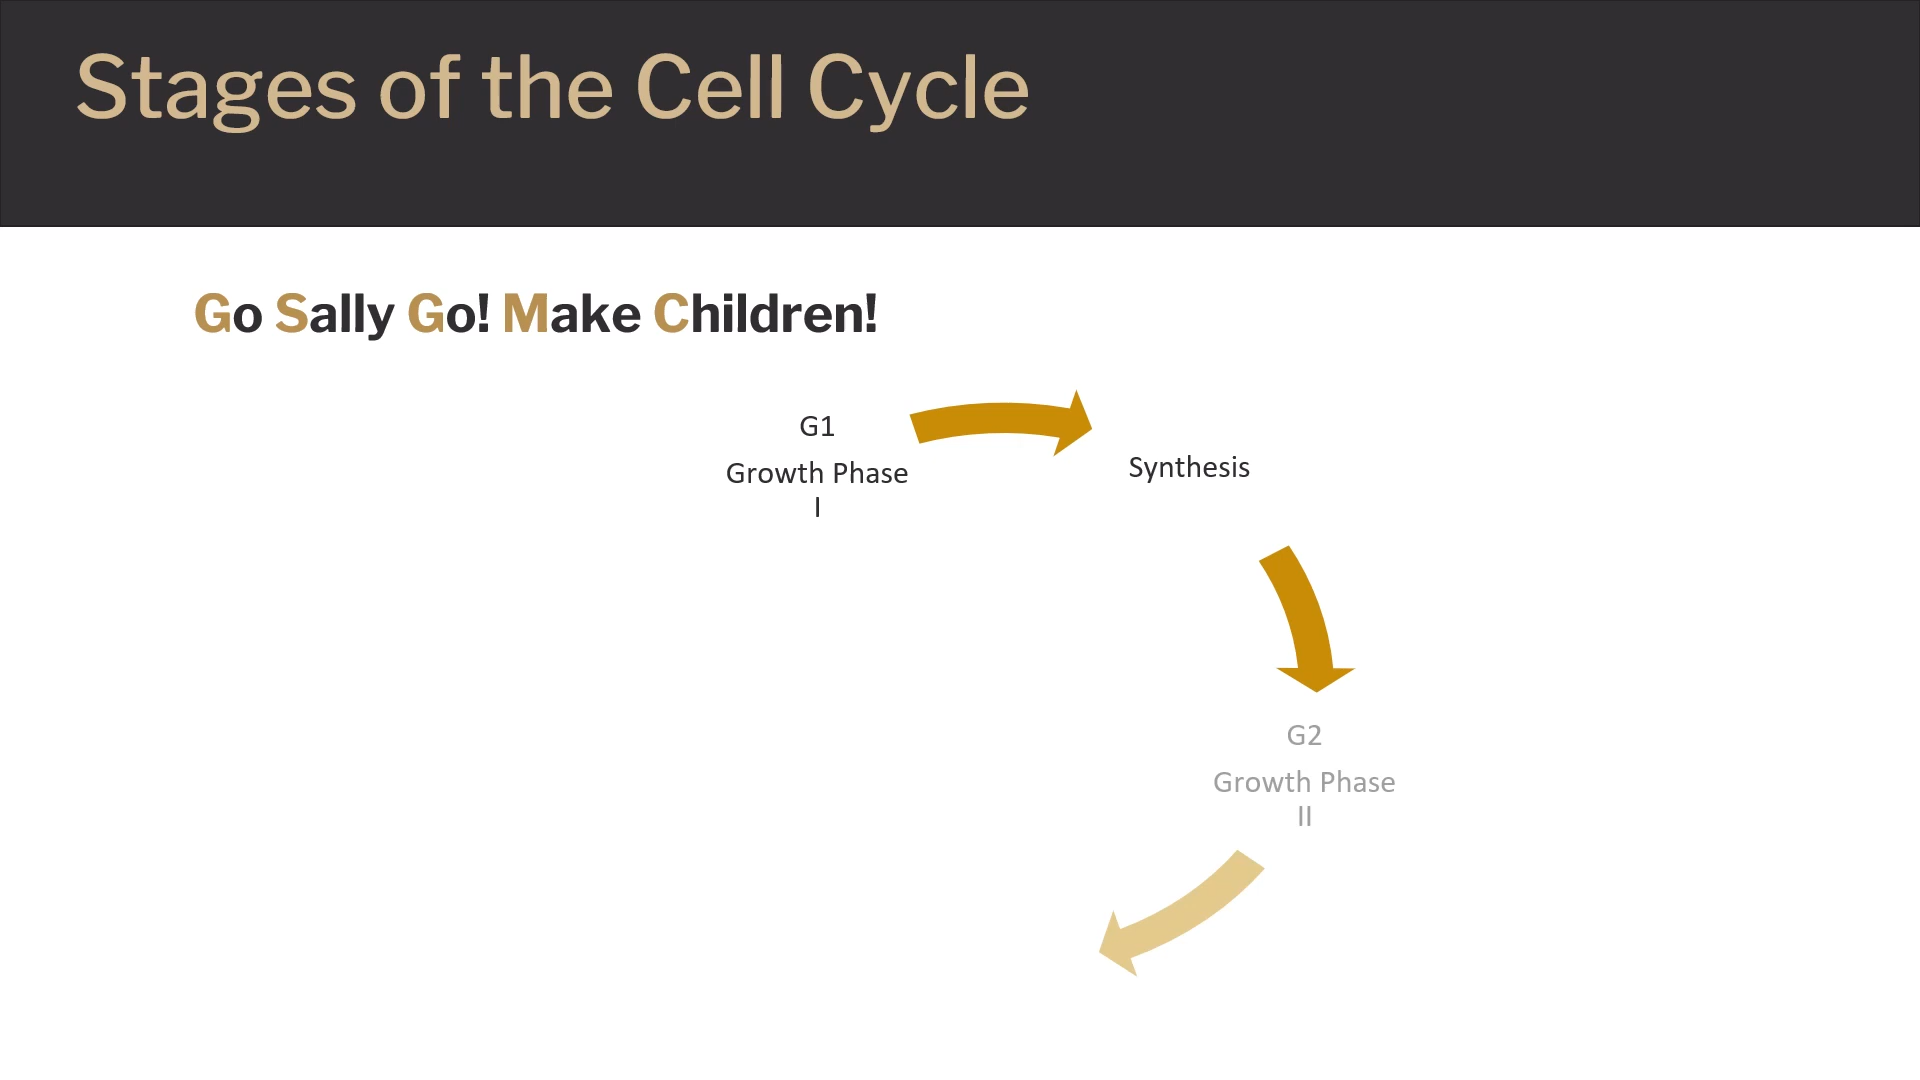 Stages of the Cell Cycle
Go Sally Go! Make Children!
G1
Growth Phase
I
Synthesis
G2
Growth Phase
II